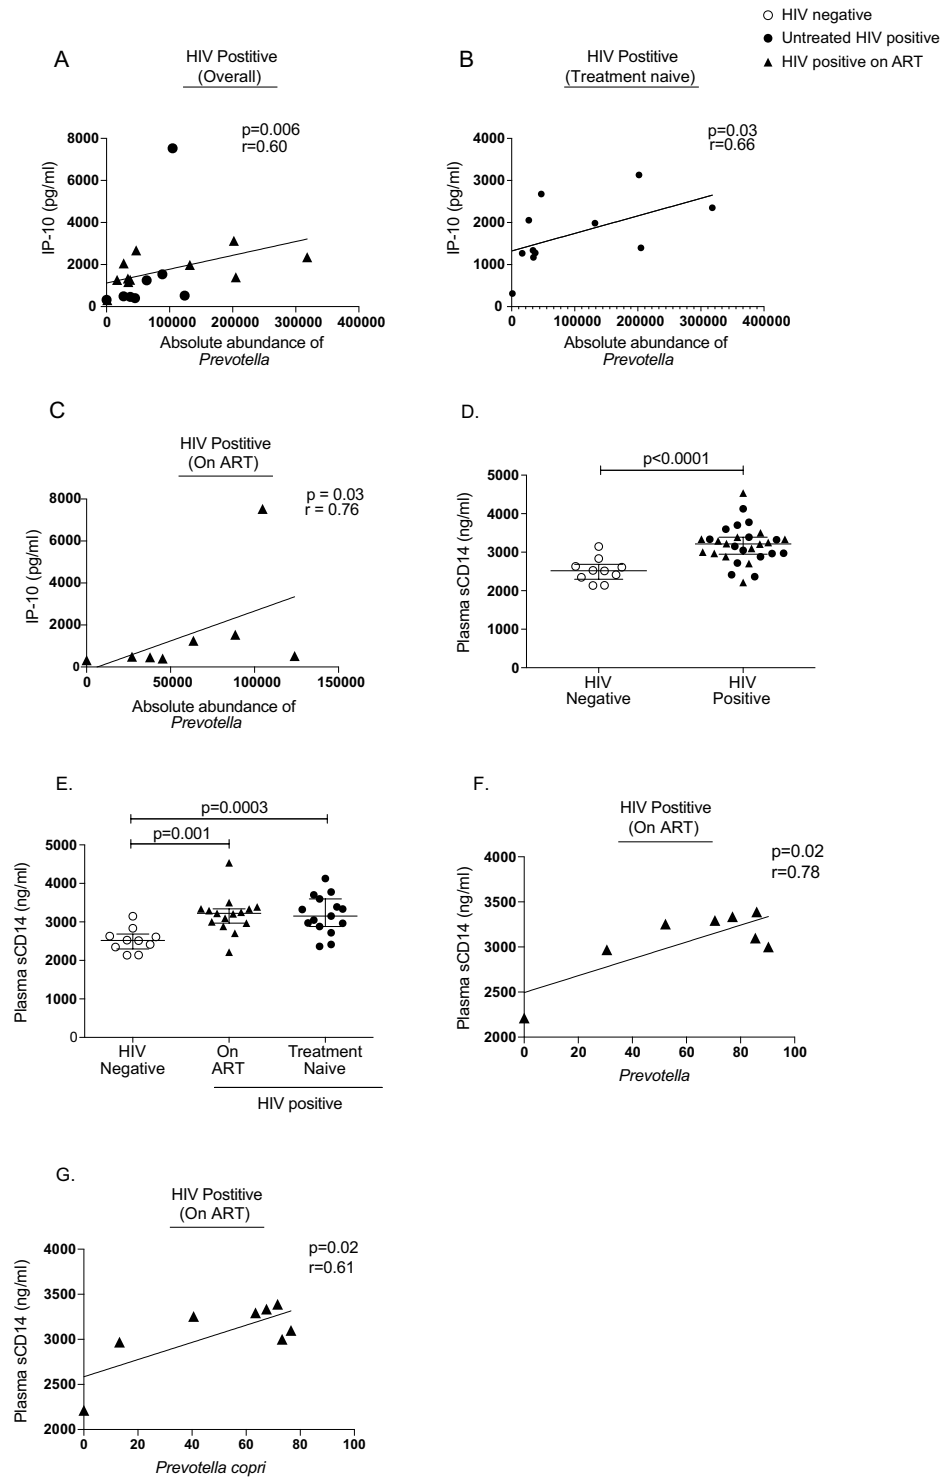 HIV negative
Untreated HIV positive
HIV positive on ART
A
HIV Postitive
(Overall)
p=0.006
r=0.60
8000
6000
4000
2000
0
IP-10 (pg/ml)
0 100000 200000 300000 400000
Absolute abundance of
Prevotella
B
HIV Postitive
(Treatment naive)
p=0.03
r=0.66
4000
3000
2000
1000
0
IP-10 (pg/ml)
0 100000 200000 300000 400000
Absolute abundance of
Prevotella
C
HIV Postitive
(On ART)
p = 0.03
r = 0.76
8000
6000
4000
2000
0
IP-10 (pg/ml)
0 50000 100000 150000
Absolute abundance of
Prevotella
D.
p<0.0001
5000
4000
3000
2000
1000
0
Plasma sCD14 (ng/ml)
HIV
Negative
HIV
Positive
E.
p=0.0003
p=0.001
5000
4000
3000
2000
1000
0
Plasma sCD14 (ng/ml)
HIV
Negative
On
ART
Treatment
Naive
HIV positive
F.
HIV Postitive
(On ART)
p=0.02
r=0.78
4000
3500
3000
2500
2000
Plasma sCD14 (ng/ml)
0 20 40 60 80 100
Prevotella
G.
HIV Postitive
(On ART)
p=0.02
r=0.61
4000
3500
3000
2500
2000
Plasma sCD14 (ng/ml)
0 20 40 60 80 100
Prevotella copri